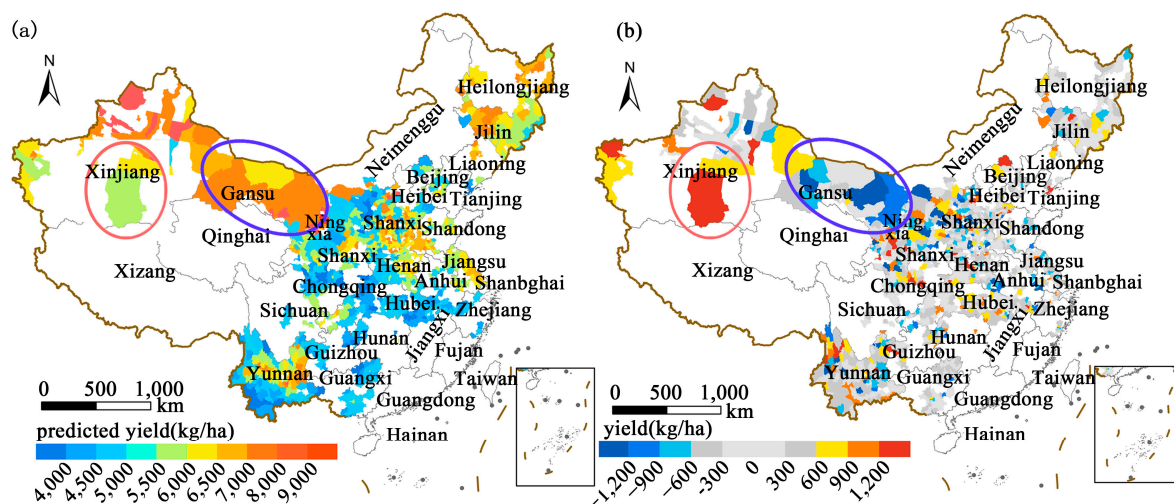 (a)
N
Heilongjiang
Jilin
Neimenggu
Liaoning
Beijing
Xinjiang
Heibei
Tianjing
Gansu
Ning
xia
Shanxi
Shandong
Qinghai
Shanxi
Henan
Jiangsu
Xizang
Chongqing
Anhui
Shanbghai
Sichuan
Hubei
Zhejiang
Hunan
Jiangxi
Guizhou
Fujan
Yunnan
Guangxi
Taiwan
Guangdong
Hainan
0 500 1,000
km
predicted yield(kg/ha)
4,000 4,500 5,000 5,500 6,000 6,500 7,000 8,000 9,000
(b)
N
Heilongjiang
Jilin
Neimenggu
Liaoning
Beijing
Xinjiang
Heibei
Tianjing
Gansu
Ning
xia
Shanxi
Shandong
Qinghai
Shanxi
Henan
Jiangsu
Xizang
Chongqing
Anhui
Shanbghai
Sichuan
Hubei
Zhejiang
Hunan
Jiangxi
Guizhou
Fujan
Yunnan
Guangxi
Taiwan
Guangdong
Hainan
0 500 1,000
km
yield(kg/ha)
−1,200 −900 −600 −300 0 300 600 900 1,200